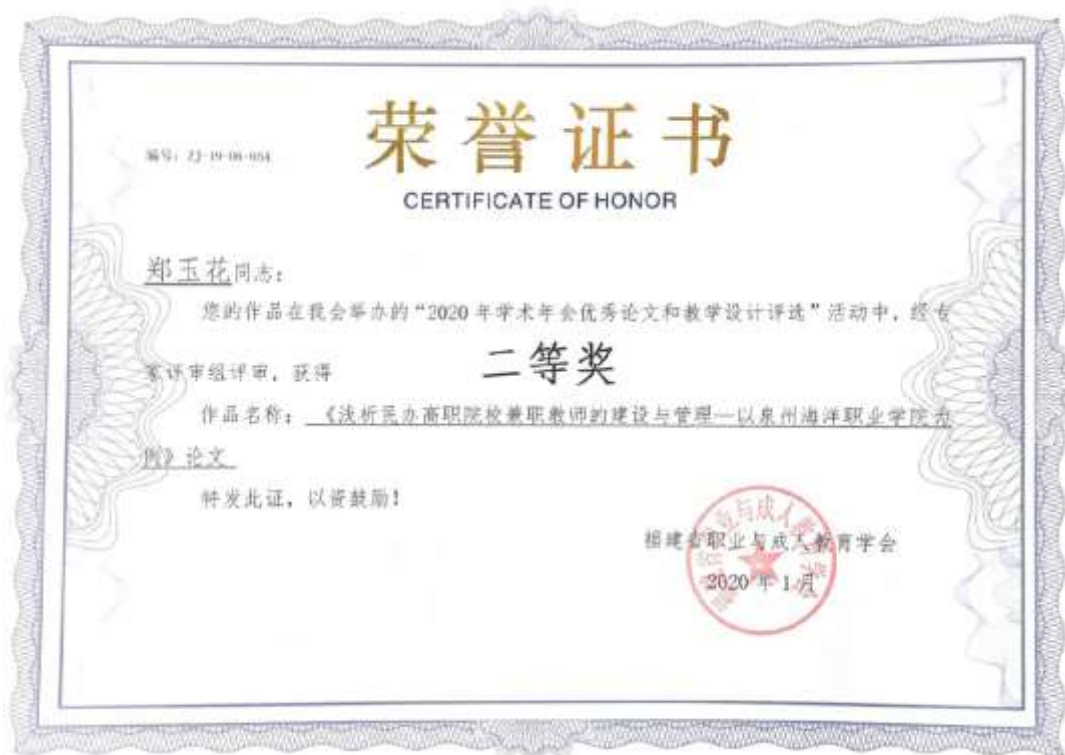 荣誉证书
CERTIFICATE OF HONOR
编号：ZJ-19-06-054
郑玉花同志：
您的作品在我会举办的“2020年学术年会优秀论文和教学设计评选”活动中，经专
家评审组评审，获得 二等奖
作品名称：《浅析民办高职院校兼职教师的建设与管理—以泉州海洋职业学院为
例》论文
特发此证，以资鼓励！
福建省职业与成人教育学会
2020年1月